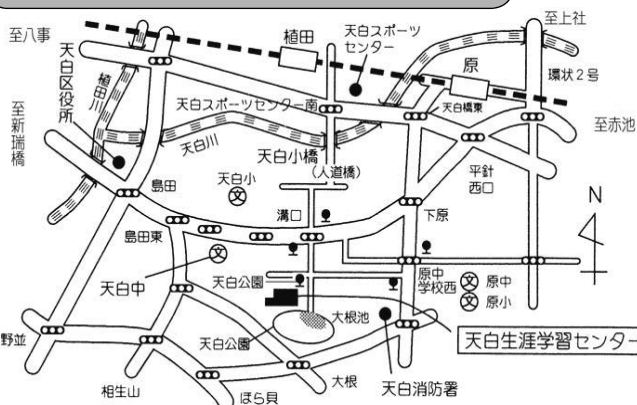 至八事
植田
天白スポーツ
センター
至上社
原
環状2号
天白区役所
植田川
天白スポーツセンター南
天白橋東
至新瑞橋
天白川
天白小橋
(人道橋)
至赤池
平針
西口
島田
天白小
文
溝口
下原
N
島田東
文
天白中
天白公園
原中
学校西
文 原中
文 原小
大根池
野並
天白公園
天白生涯学習センター
相生山
大根
天白消防署
ほら貝